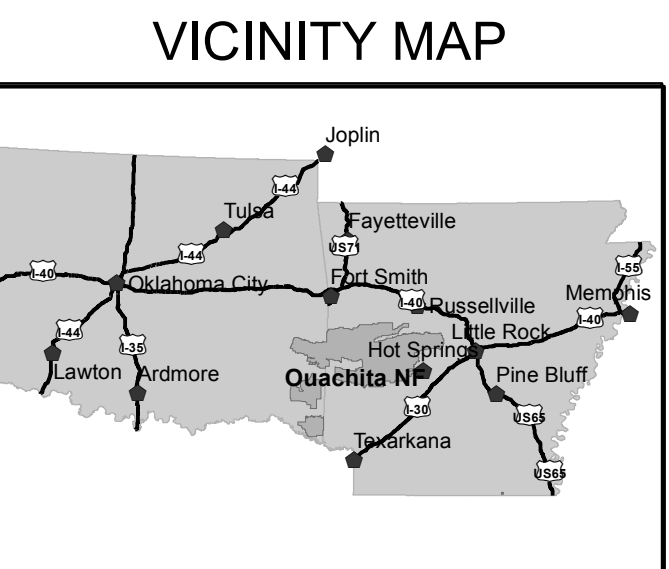 VICINITY MAP
Joplin
I-44
Tulsa
Fayetteville
US71
I-44
I-55
I-40
Oklahoma City
Fort Smith
Memphis
I-40
Russellville
I-40
I-44
Little Rock
I-35
Hot Springs
Lawton
Ardmore
Ouachita NF
Pine Bluff
I-30
US65
Texarkana
US65